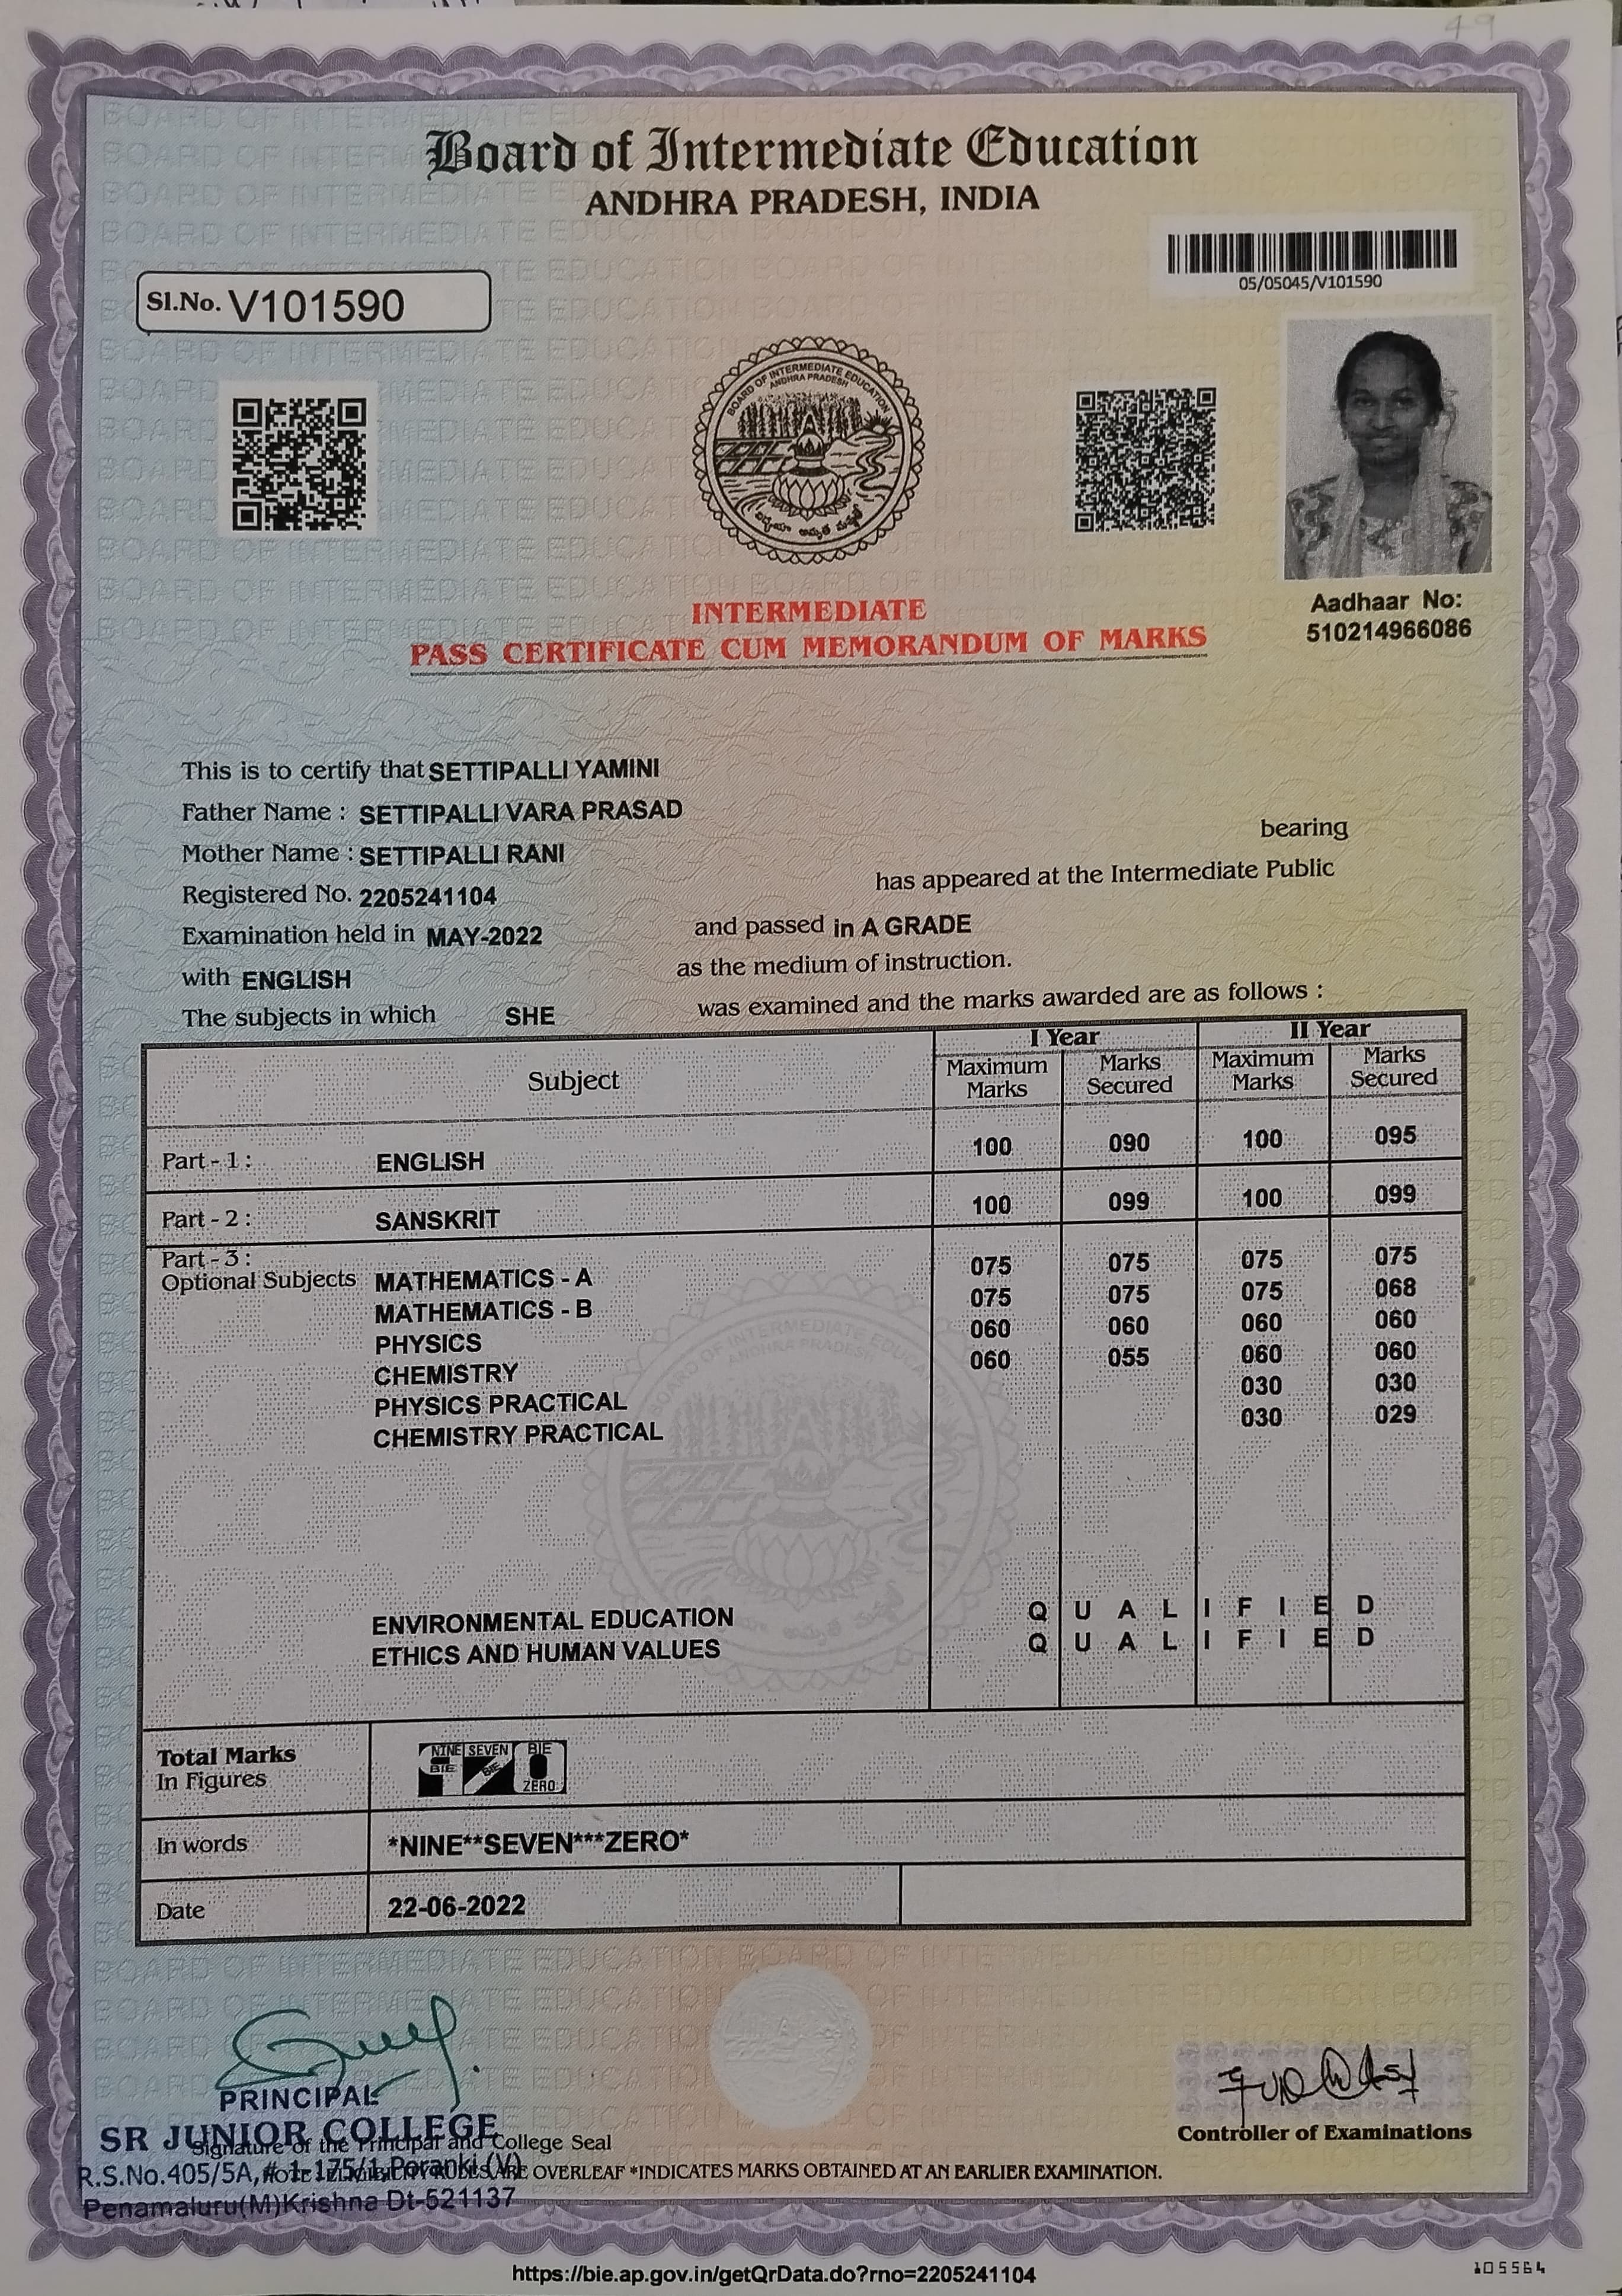 49
Board of Intermediate Education
ANDHRA PRADESH, INDIA
05/05045/V101590
Sl.No. V101590
BOARD OF INTERMEDIATE EDUCATION
ANDHRA PRADESH
Aadhaar No:
510214966086
INTERMEDIATE
PASS CERTIFICATE CUM MEMORANDUM OF MARKS
This is to certify that SETTIPALLI YAMINI
Father Name : SETTIPALLI VARA PRASAD
bearing
Mother Name : SETTIPALLI RANI
Registered No. 2205241104 has appeared at the Intermediate Public
Examination held in MAY-2022 and passed in A GRADE
with ENGLISH as the medium of instruction.
The subjects in which SHE was examined and the marks awarded are as follows :
Subject I Year II Year
Maximum Marks Marks Secured Maximum Marks Marks Secured
Part - 1 : ENGLISH 100 090 100 095
Part - 2 : SANSKRIT 100 099 100 099
Part - 3 :
Optional Subjects MATHEMATICS - A 075 075 075 075
MATHEMATICS - B 075 075 075 068
PHYSICS 060 060 060 060
CHEMISTRY 060 055 060 060
PHYSICS PRACTICAL 030 030
CHEMISTRY PRACTICAL 030 029
ENVIRONMENTAL EDUCATION Q U A L I F I E D
ETHICS AND HUMAN VALUES Q U A L I F I E D
Total Marks
In Figures
NINE SEVEN BIE
BIE BIE ZERO
In words *NINE**SEVEN***ZERO*
Date 22-06-2022
PRINCIPAL
SR JUNIOR COLLEGE
Signature of the Principal and College Seal
Controller of Examinations
R.S.No.405/5A,# 1-175/1,Poranki (V)
ARE OVERLEAF *INDICATES MARKS OBTAINED AT AN EARLIER EXAMINATION.
Penamaluru(M)Krishna Dt-521137
https://bie.ap.gov.in/getQrData.do?rno=2205241104
105564